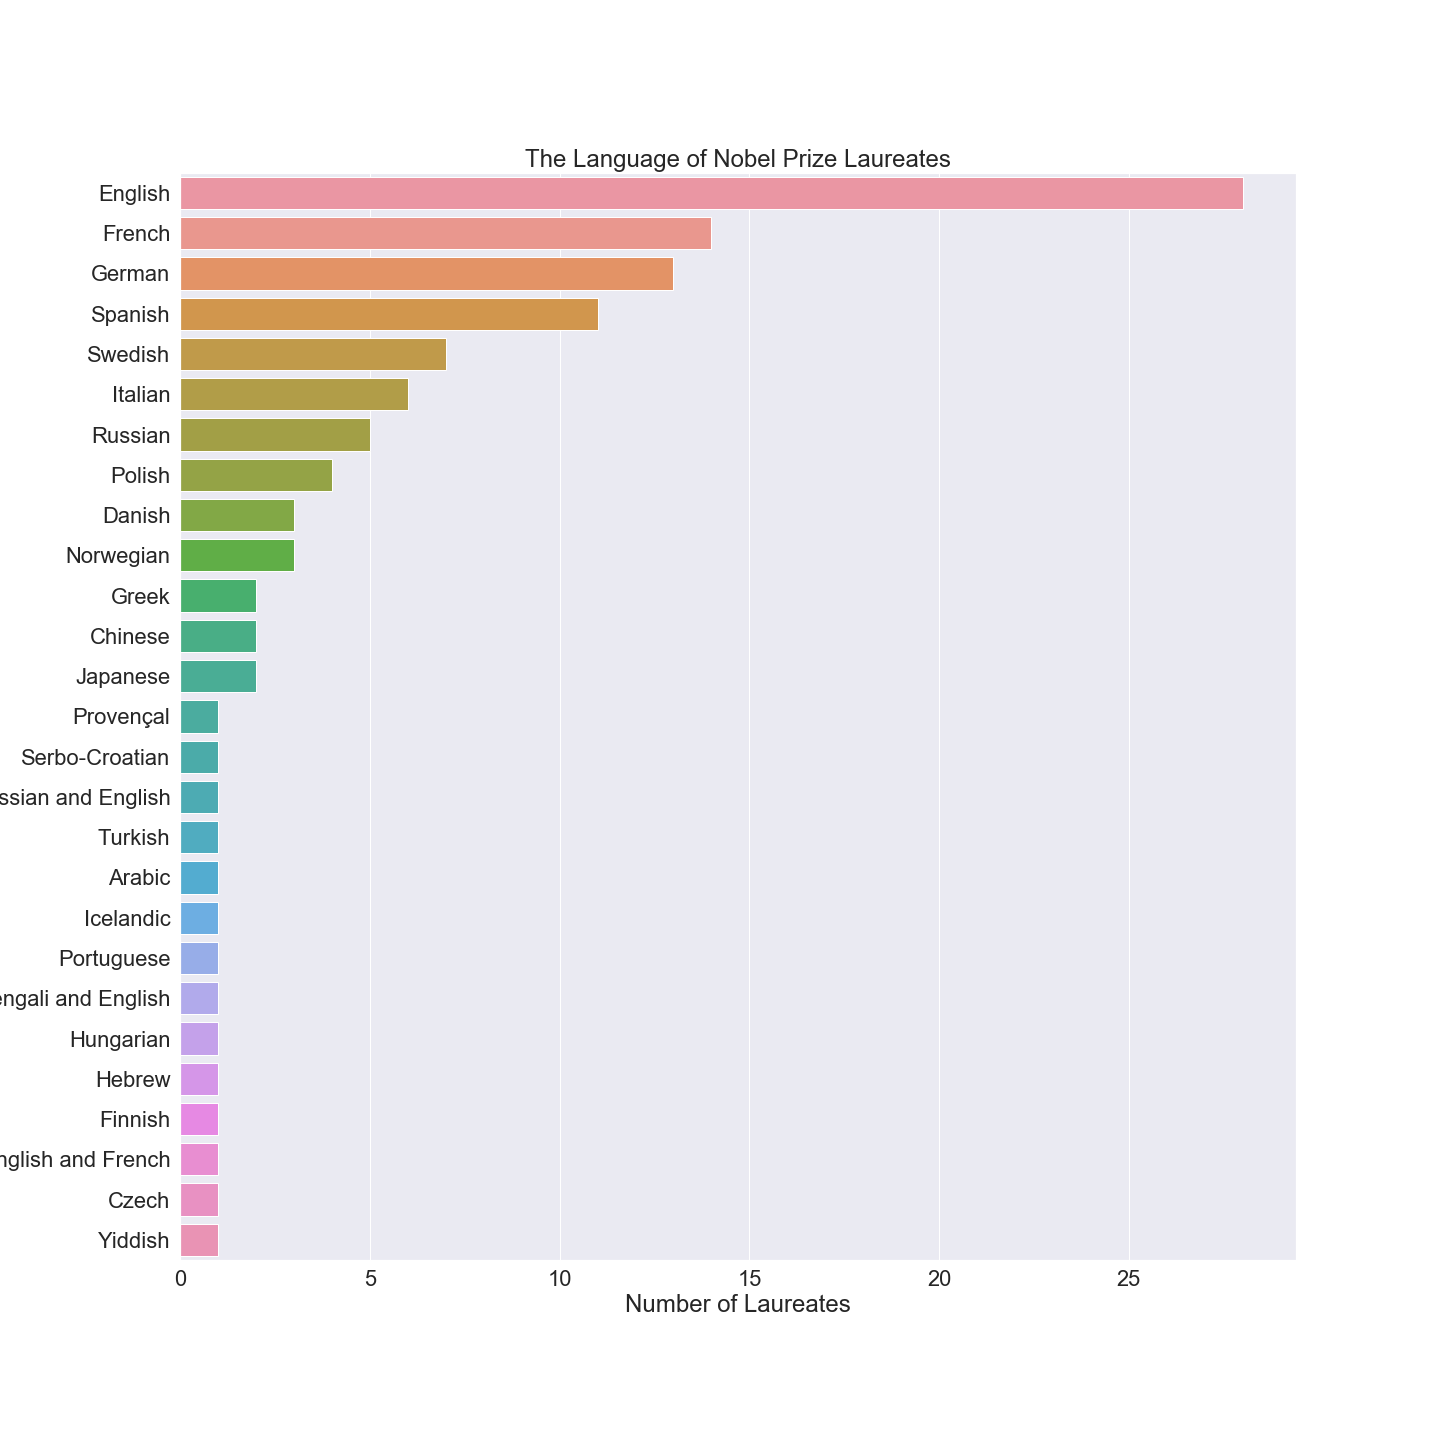 The Language of Nobel Prize Laureates
English
French
German
Spanish
Swedish
Italian
Russian
Polish
Danish
Norwegian
Greek
Chinese
Japanese
Provençal
Serbo-Croatian
ssian and English
Turkish
Arabic
Icelandic
Portuguese
engali and English
Hungarian
Hebrew
Finnish
nglish and French
Czech
Yiddish
0 5 10 15 20 25
Number of Laureates